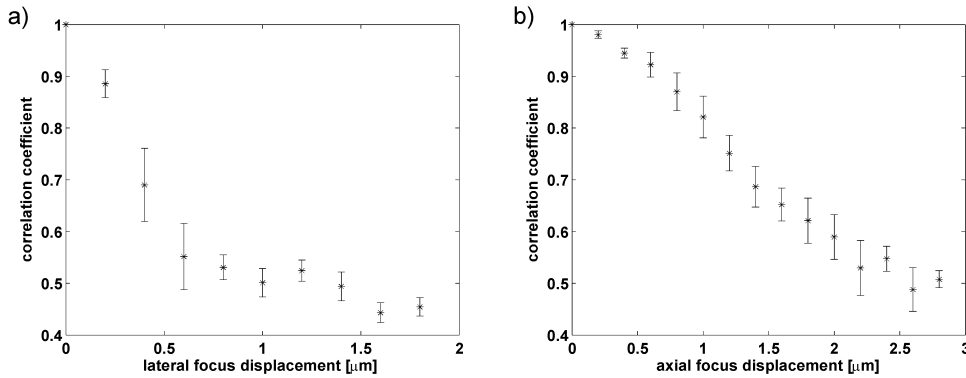 a)
1
0.9
0.8
0.7
0.6
0.5
0.4
correlation coefficient
0 0.5 1 1.5 2
lateral focus displacement [μm]
b)
1
0.9
0.8
0.7
0.6
0.5
0.4
correlation coefficient
0 0.5 1 1.5 2 2.5 3
axial focus displacement [μm]